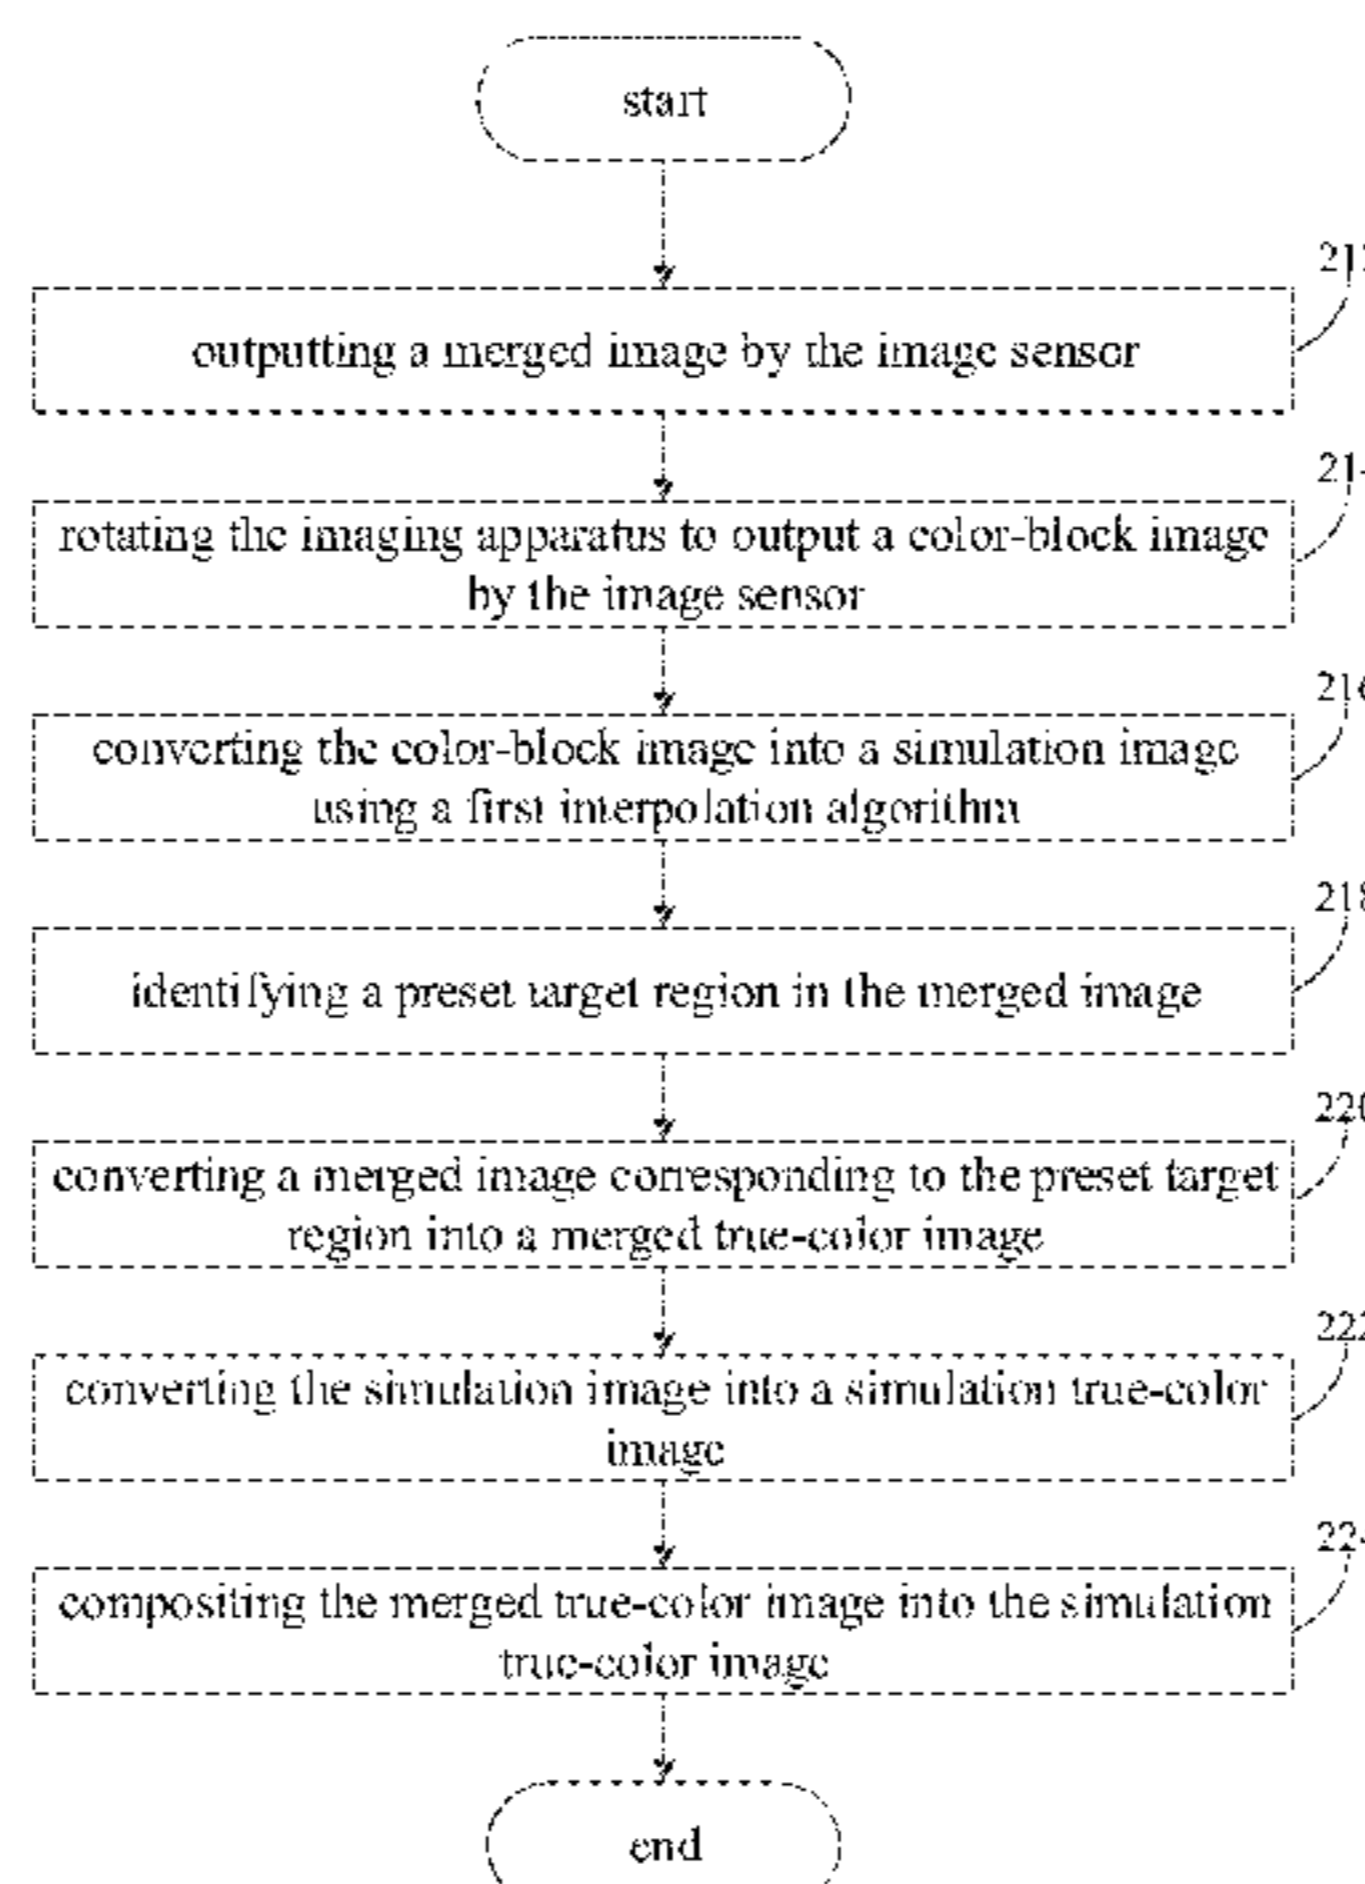 start
outputting a merged image by the image sensor
rotating the imaging apparatus to output a color-block image
by the image sensor
216
converting the color-block image into a simulation image
using a first interpolation algorithm
218
identifying a preset target region in the merged image
220
converting a merged image corresponding to the preset target
region into a merged true-color image
222
converting the simulation image into a simulation true-color
image
compositing the merged true-color image into the simulation
true-color image
end